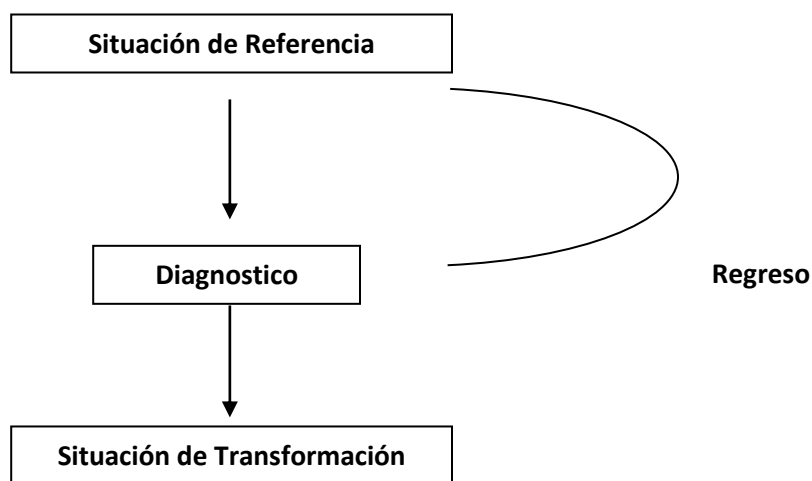 Situación de Referencia
Diagnostico
Regreso
Situación de Transformación